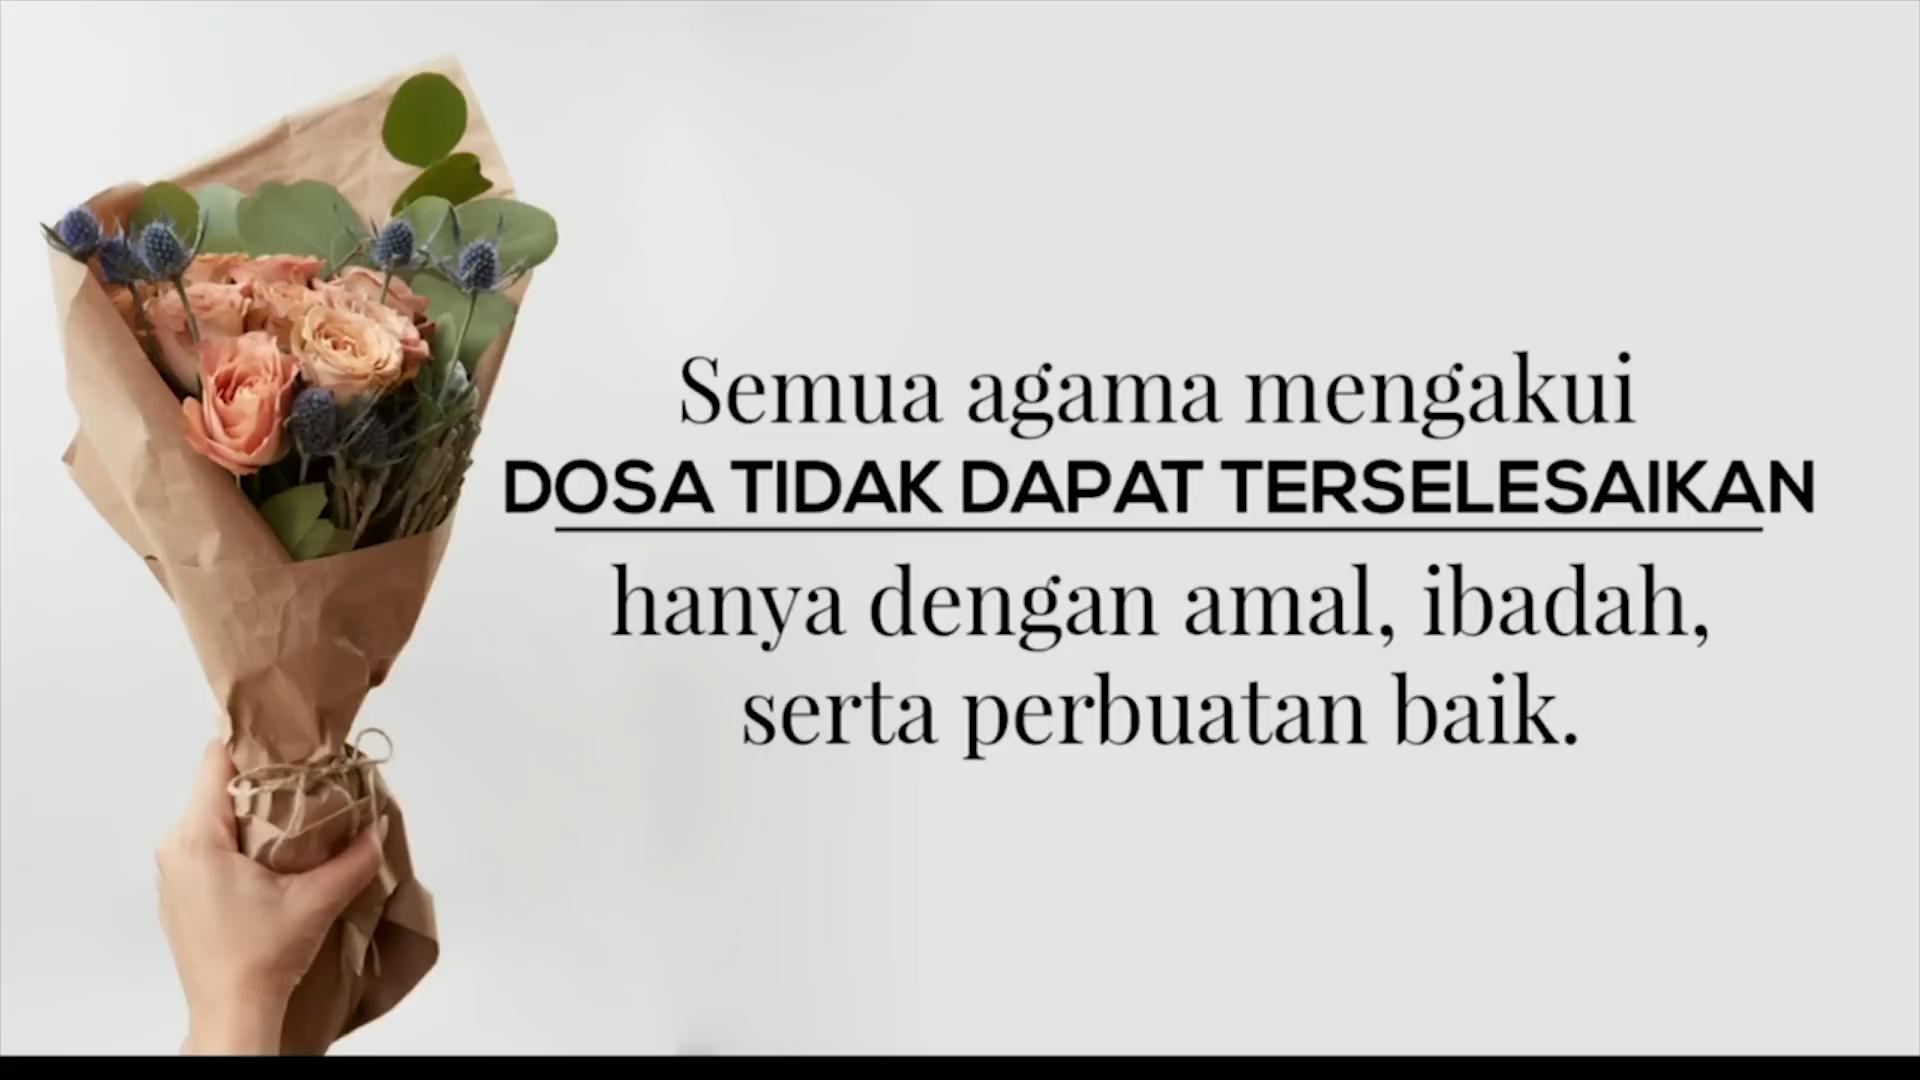 Semua agama mengakui
DOSA TIDAK DAPAT TERSELESAIKAN
hanya dengan amal, ibadah,
serta perbuatan baik.